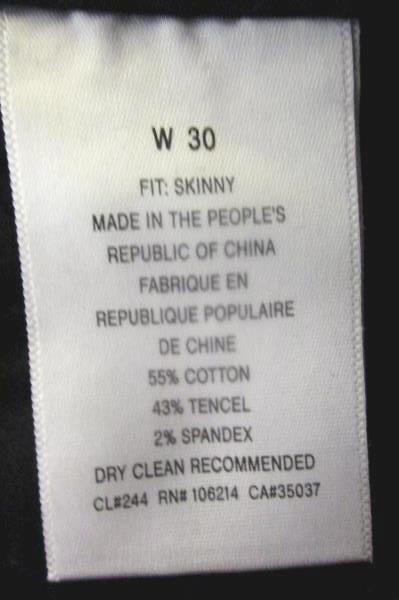 W 30
FIT: SKINNY
MADE IN THE PEOPLE'S
REPUBLIC OF CHINA
FABRIQUE EN
REPUBLIQUE POPULAIRE
DE CHINE
55% COTTON
43% TENCEL
2% SPANDEX
DRY CLEAN RECOMMENDED
CL#244 RN# 106214 CA#35037